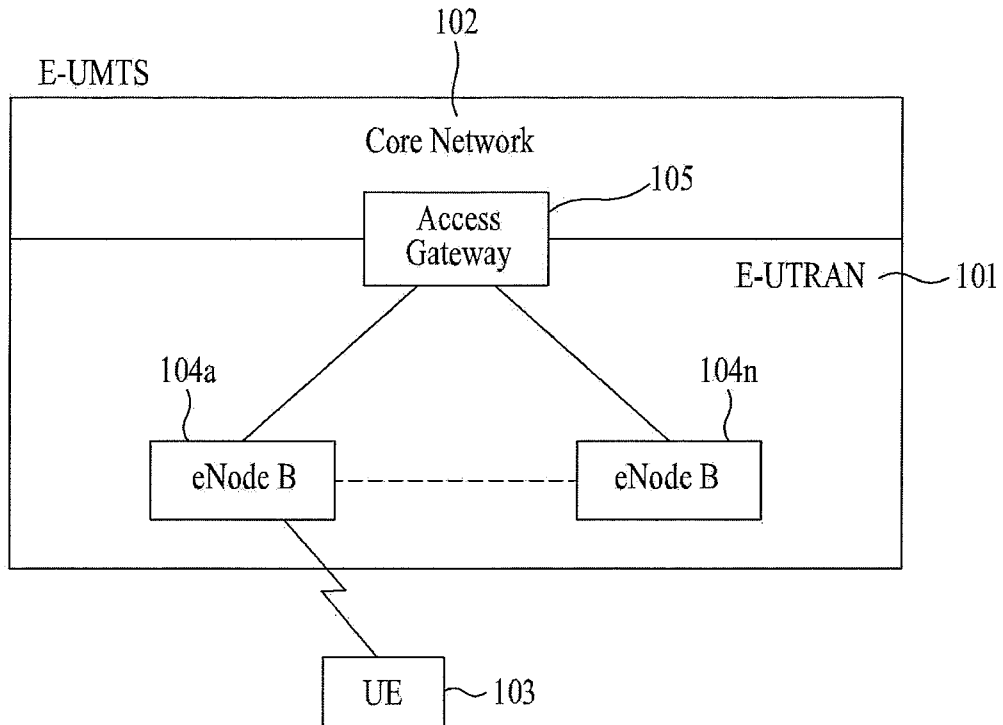 102
E-UMTS
Core Network
105
Access
Gateway
E-UTRAN
101
104a
104n
eNode B
eNode B
UE
103